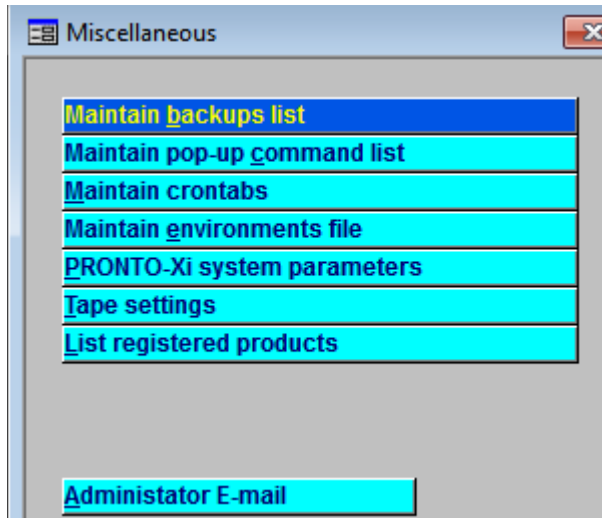 Miscellaneous
Maintain backups list
Maintain pop-up command list
Maintain crontabs
Maintain environments file
PRONTO-Xi system parameters
Tape settings
List registered products
Administator E-mail